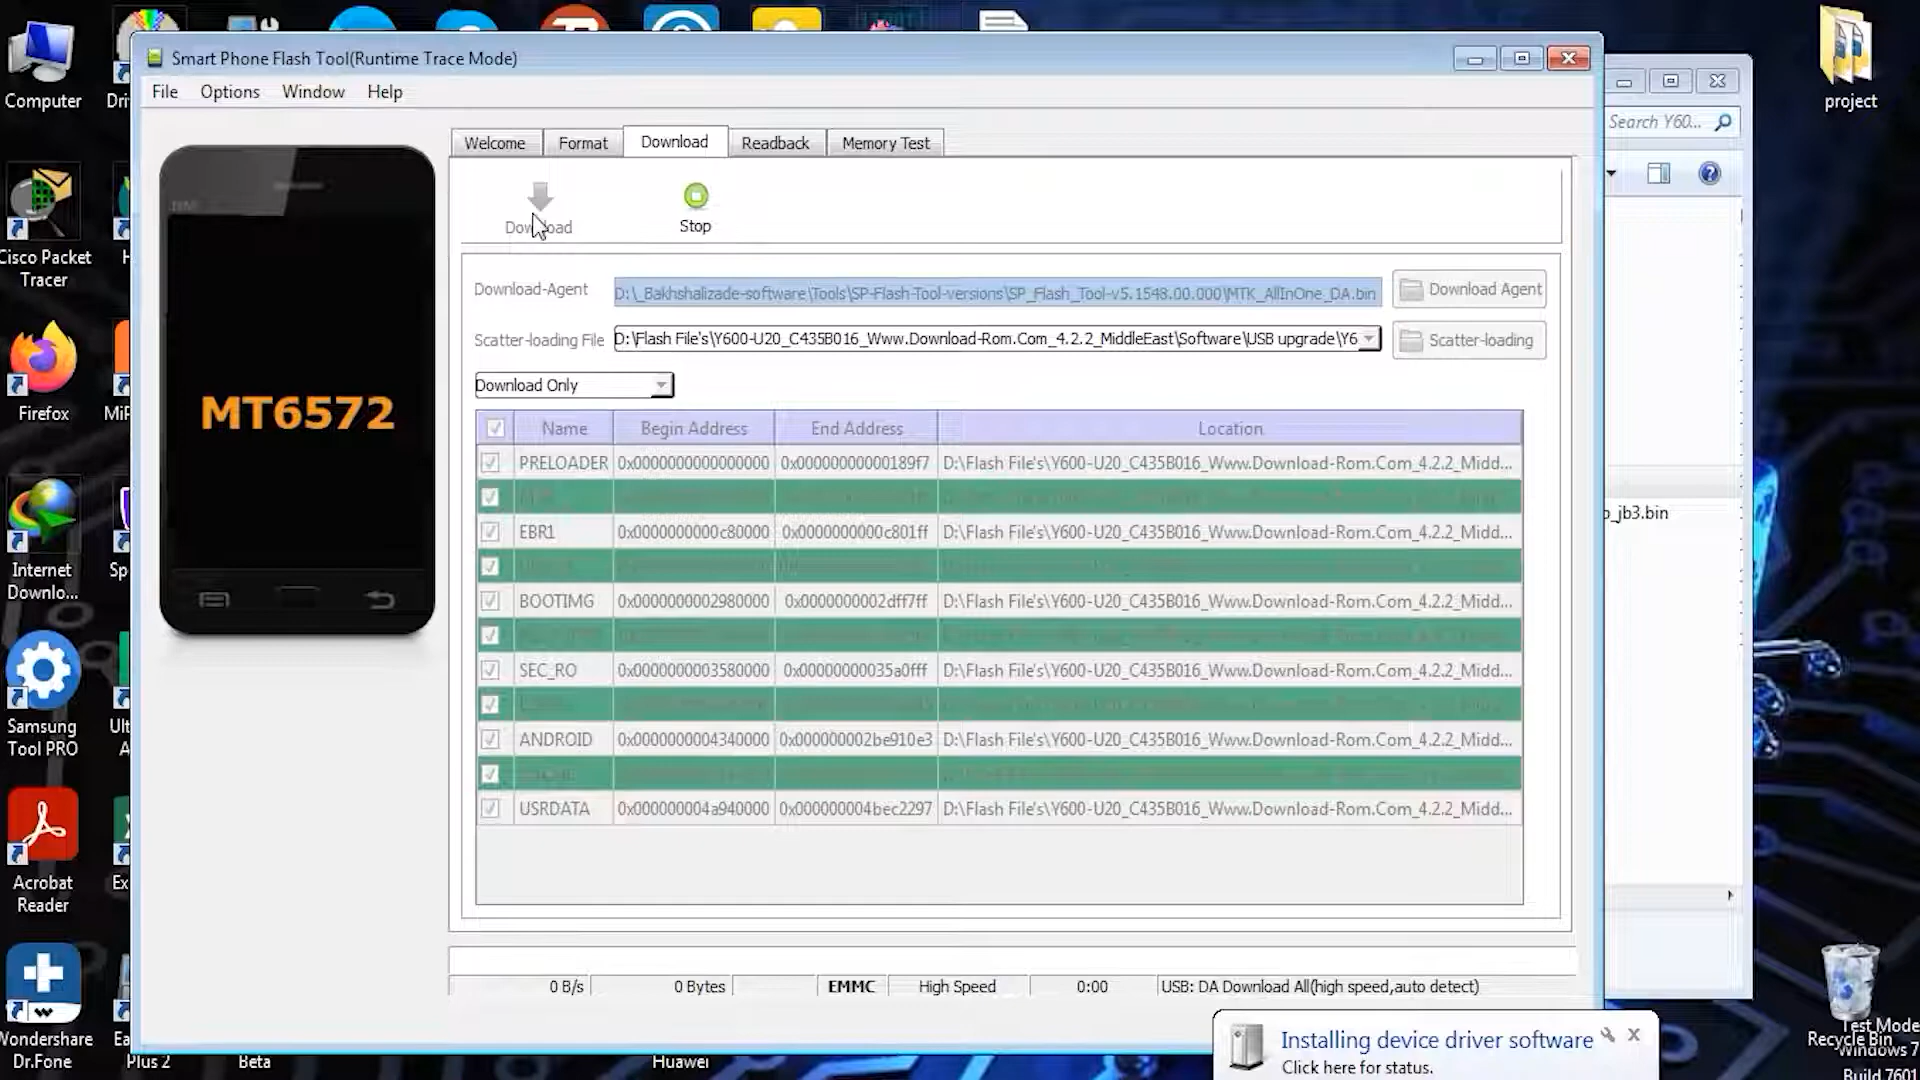 Smart Phone Flash Tool(Runtime Trace Mode)
File Options Window Help
Welcome Format Download Readback Memory Test
Download Stop
Download-Agent D:\_Bakhshalizade-software\Tools\SP-Flash-Tool-versions\SP_Flash_Tool-v5.1548.00.000\MTK_AllInOne_DA.bin Download Agent
Scatter-loading File D:\Flash File's\Y600-U20_C435B016_Www.Download-Rom.Com_4.2.2_MiddleEast\Software\USB upgrade\Y6 Scatter-loading
Download Only
Name Begin Address End Address Location
PRELOADER 0x0000000000000000 0x00000000000189f7 D:\Flash File's\Y600-U20_C435B016_Www.Download-Rom.Com_4.2.2_Midd...
EBR1 0x0000000000c80000 0x0000000000c801ff D:\Flash File's\Y600-U20_C435B016_Www.Download-Rom.Com_4.2.2_Midd...
BOOTIMG 0x0000000002980000 0x0000000002dff7ff D:\Flash File's\Y600-U20_C435B016_Www.Download-Rom.Com_4.2.2_Midd...
SEC_RO 0x0000000003580000 0x00000000035a0fff D:\Flash File's\Y600-U20_C435B016_Www.Download-Rom.Com_4.2.2_Midd...
ANDROID 0x0000000004340000 0x000000002be910e3 D:\Flash File's\Y600-U20_C435B016_Www.Download-Rom.Com_4.2.2_Midd...
USRDATA 0x000000004a940000 0x000000004bec2297 D:\Flash File's\Y600-U20_C435B016_Www.Download-Rom.Com_4.2.2_Midd...
MT6572
0 B/s 0 Bytes EMMC High Speed 0:00 USB: DA Download All(high speed,auto detect)
Installing device driver software
Click here for status.
Search Y60...
_jb3.bin
Computer
Cisco Packet
Tracer
Firefox
Internet
Downlo...
Samsung
Tool PRO
Acrobat
Reader
Wondershare
Dr.Fone
Plus 2
Beta
Huawei
project
Recycle Bin
Test Mode
Windows 7
Build 7601